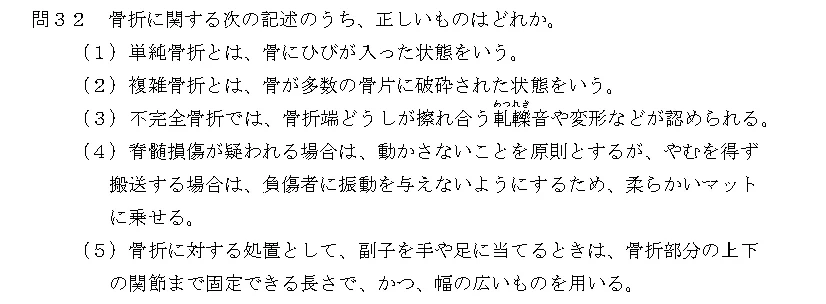 問３２　骨折に関する次の記述のうち、正しいものはどれか。
（１）単純骨折とは、骨にひびが入った状態をいう。
（２）複雑骨折とは、骨が多数の骨片に破砕された状態をいう。
（３）不完全骨折では、骨折端どうしが擦れ合う軋轢音や変形などが認められる。
あつれき
（４）脊髄損傷が疑われる場合は、動かさないことを原則とするが、やむを得ず
搬送する場合は、負傷者に振動を与えないようにするため、柔らかいマット
に乗せる。
（５）骨折に対する処置として、副子を手や足に当てるときは、骨折部分の上下
の関節まで固定できる長さで、かつ、幅の広いものを用いる。